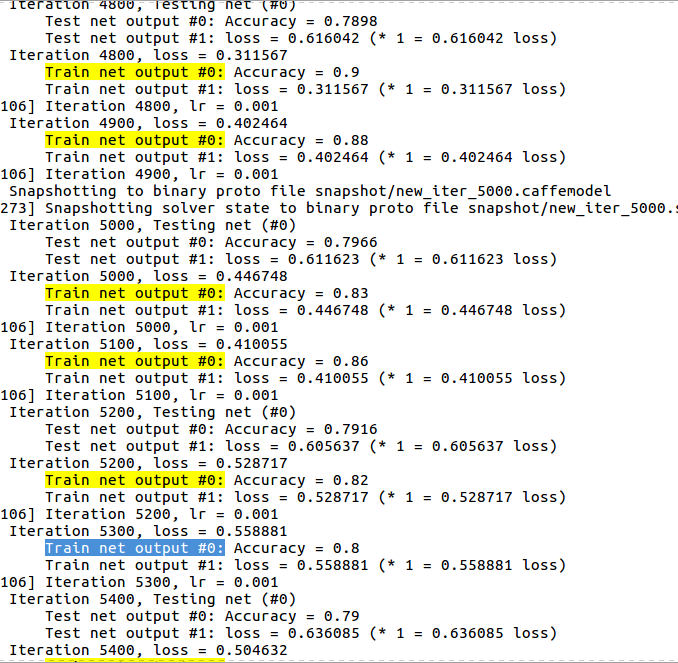 Iteration 4800, Testing net (#0)
Test net output #0: Accuracy = 0.7898
Test net output #1: loss = 0.616042 (* 1 = 0.616042 loss)
Iteration 4800, loss = 0.311567
Train net output #0: Accuracy = 0.9
Train net output #1: loss = 0.311567 (* 1 = 0.311567 loss)
106] Iteration 4800, lr = 0.001
Iteration 4900, loss = 0.402464
Train net output #0: Accuracy = 0.88
Train net output #1: loss = 0.402464 (* 1 = 0.402464 loss)
106] Iteration 4900, lr = 0.001
Snapshotting to binary proto file snapshot/new_iter_5000.caffemodel
273] Snapshotting solver state to binary proto file snapshot/new_iter_5000.s
Iteration 5000, Testing net (#0)
Test net output #0: Accuracy = 0.7966
Test net output #1: loss = 0.611623 (* 1 = 0.611623 loss)
Iteration 5000, loss = 0.446748
Train net output #0: Accuracy = 0.83
Train net output #1: loss = 0.446748 (* 1 = 0.446748 loss)
106] Iteration 5000, lr = 0.001
Iteration 5100, loss = 0.410055
Train net output #0: Accuracy = 0.86
Train net output #1: loss = 0.410055 (* 1 = 0.410055 loss)
106] Iteration 5100, lr = 0.001
Iteration 5200, Testing net (#0)
Test net output #0: Accuracy = 0.7916
Test net output #1: loss = 0.605637 (* 1 = 0.605637 loss)
Iteration 5200, loss = 0.528717
Train net output #0: Accuracy = 0.82
Train net output #1: loss = 0.528717 (* 1 = 0.528717 loss)
106] Iteration 5200, lr = 0.001
Iteration 5300, loss = 0.558881
Train net output #0: Accuracy = 0.8
Train net output #1: loss = 0.558881 (* 1 = 0.558881 loss)
106] Iteration 5300, lr = 0.001
Iteration 5400, Testing net (#0)
Test net output #0: Accuracy = 0.79
Test net output #1: loss = 0.636085 (* 1 = 0.636085 loss)
Iteration 5400, loss = 0.504632